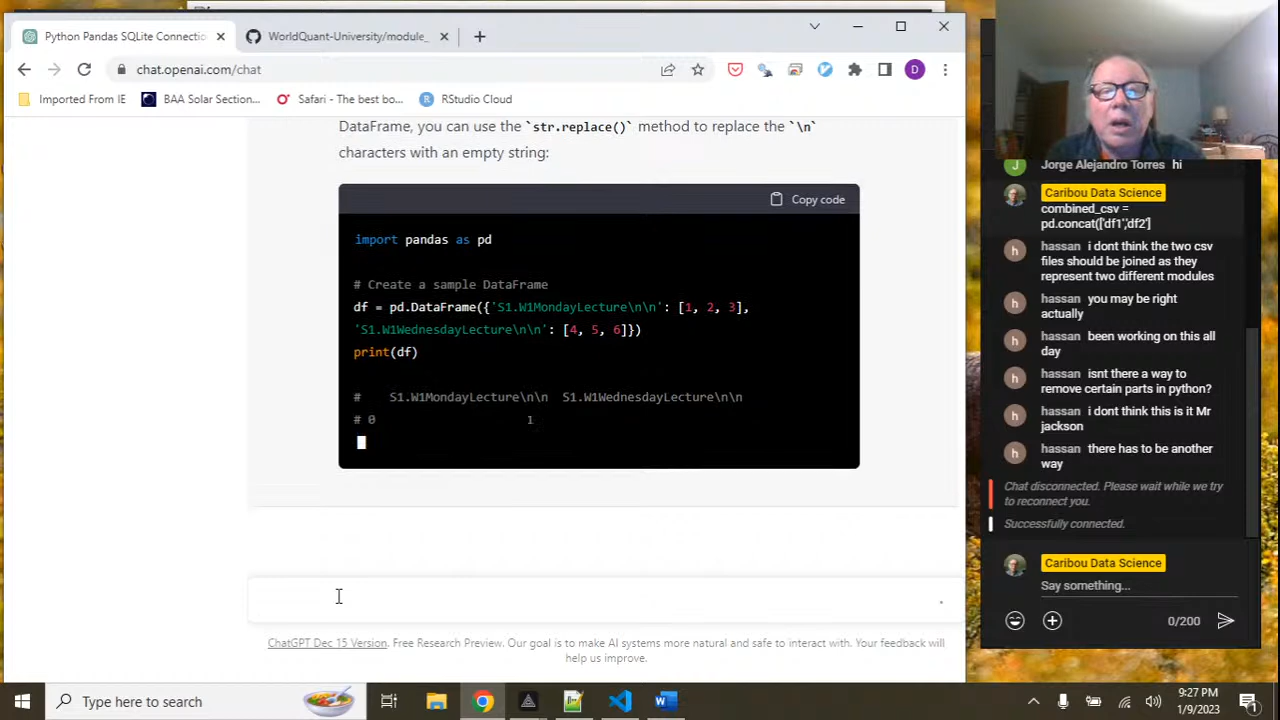 Python Pandas SQLite Connectio
WorldQuant-University/module_
chat.openai.com/chat
D
Imported From IE
BAA Solar Section...
Safari - The best bo...
RStudio Cloud
DataFrame, you can use the `str.replace()` method to replace the `\n`
characters with an empty string:
Copy code
import pandas as pd
# Create a sample DataFrame
df = pd.DataFrame({'S1.W1MondayLecture\n\n': [1, 2, 3],
'S1.W1WednesdayLecture\n\n': [4, 5, 6]})
print(df)
#    S1.W1MondayLecture\n\n  S1.W1WednesdayLecture\n\n
# 0                       1
ChatGPT Dec 15 Version. Free Research Preview. Our goal is to make AI systems more natural and safe to interact with. Your feedback will
help us improve.
J
Jorge Alejandro Torres hi
Caribou Data Science
combined_csv =
pd.concat(['df1','df2']
h
hassan i dont think the two csv
files should be joined as they
represent two different modules
h
hassan you may be right
actually
h
hassan been working on this all
day
h
hassan isnt there a way to
remove certain parts in python?
h
hassan i dont think this is it Mr
jackson
h
hassan there has to be another
way
Chat disconnected. Please wait while we try
to reconnect you.
Successfully connected.
Caribou Data Science
Say something...
0/200
Type here to search
9:27 PM
1/9/2023
1